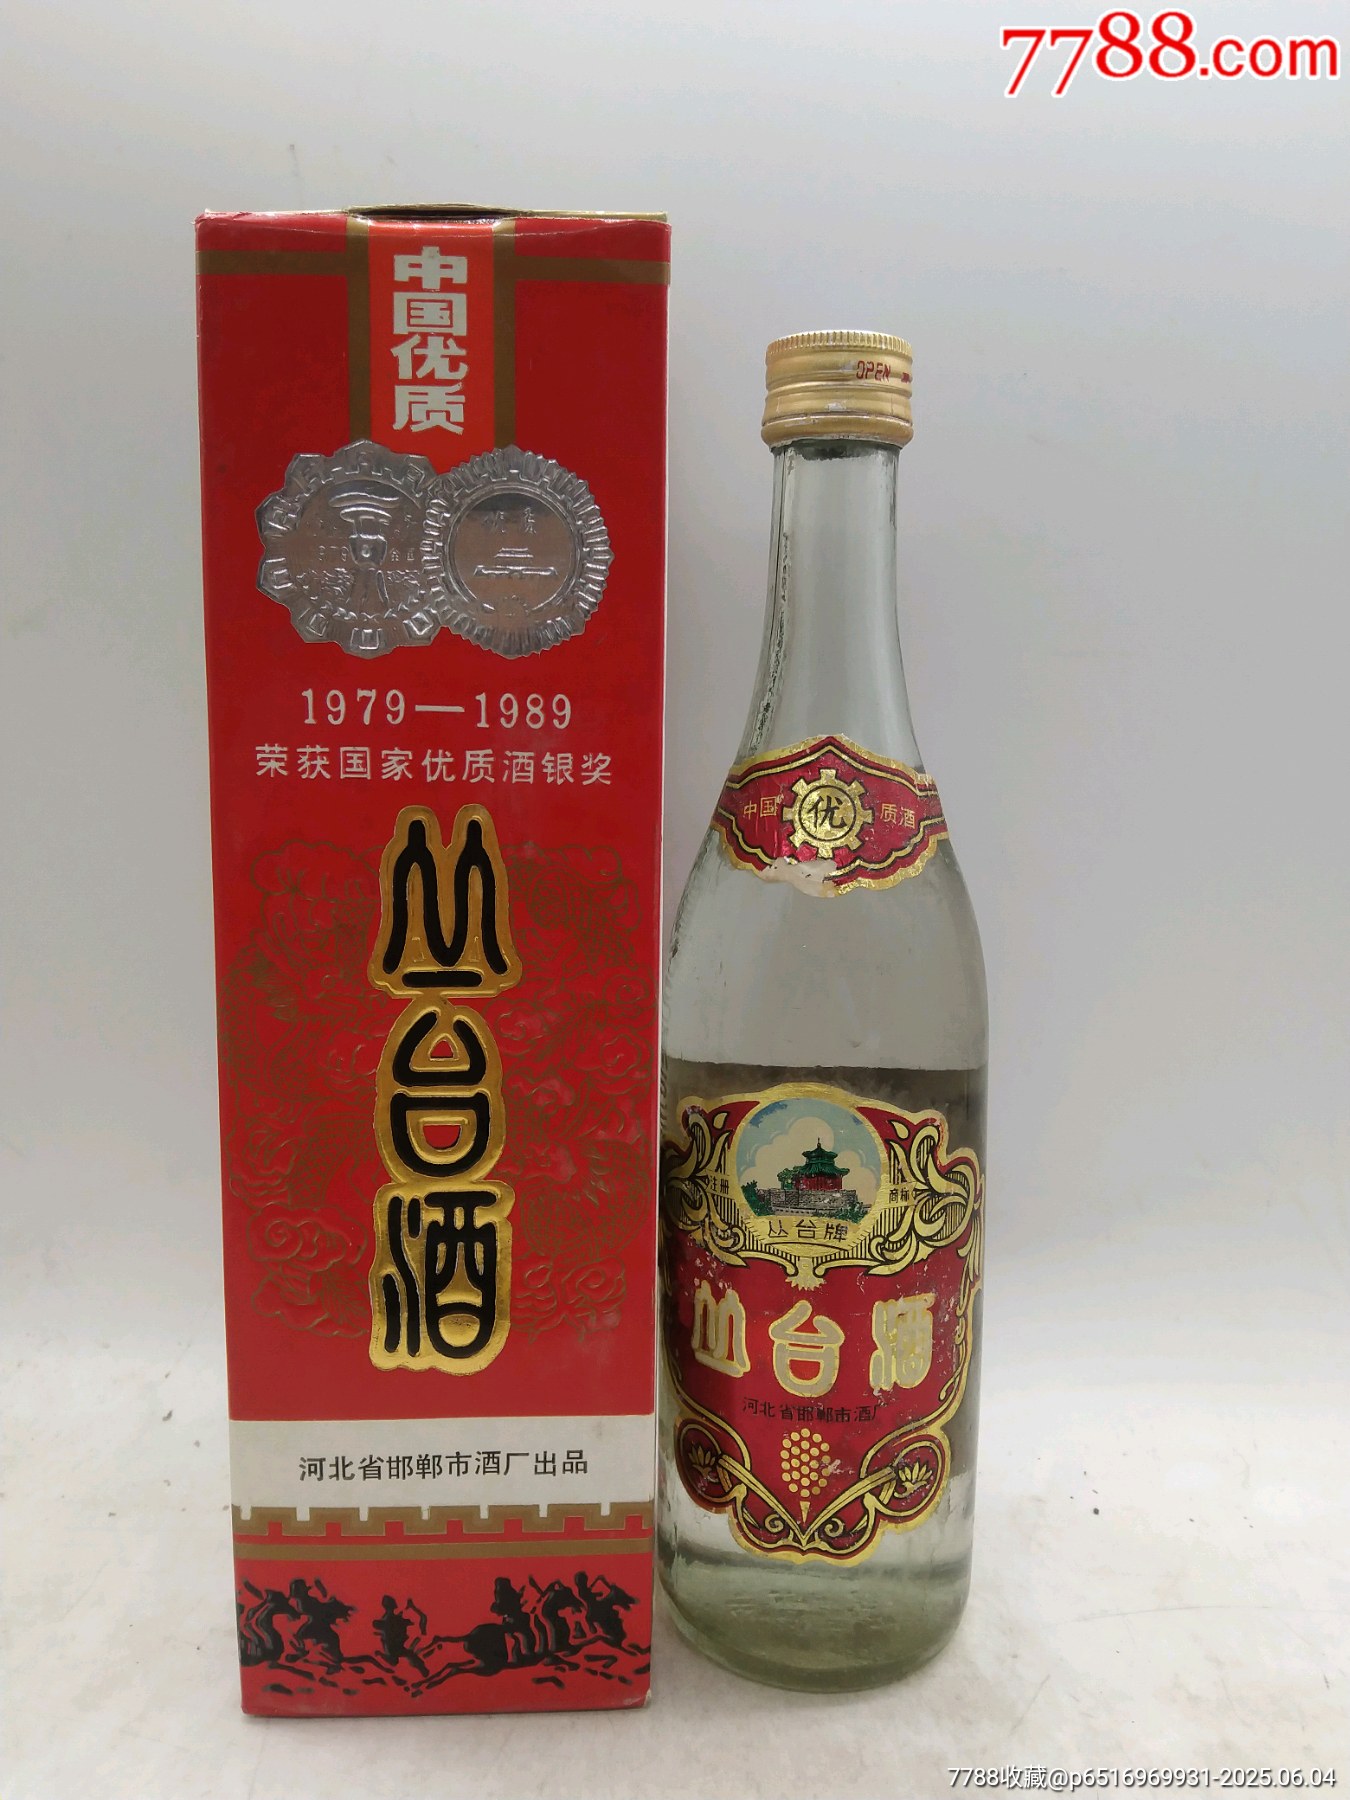 7788.com
中国优质
1979
1979—1989
荣获国家优质酒银奖
丛台酒
河北省邯郸市酒厂出品
OPEN
中国 优 质酒
注册 商标
丛台牌
丛台酒
河北省邯郸市酒厂
7788收藏@p6516969931-2025.06.04